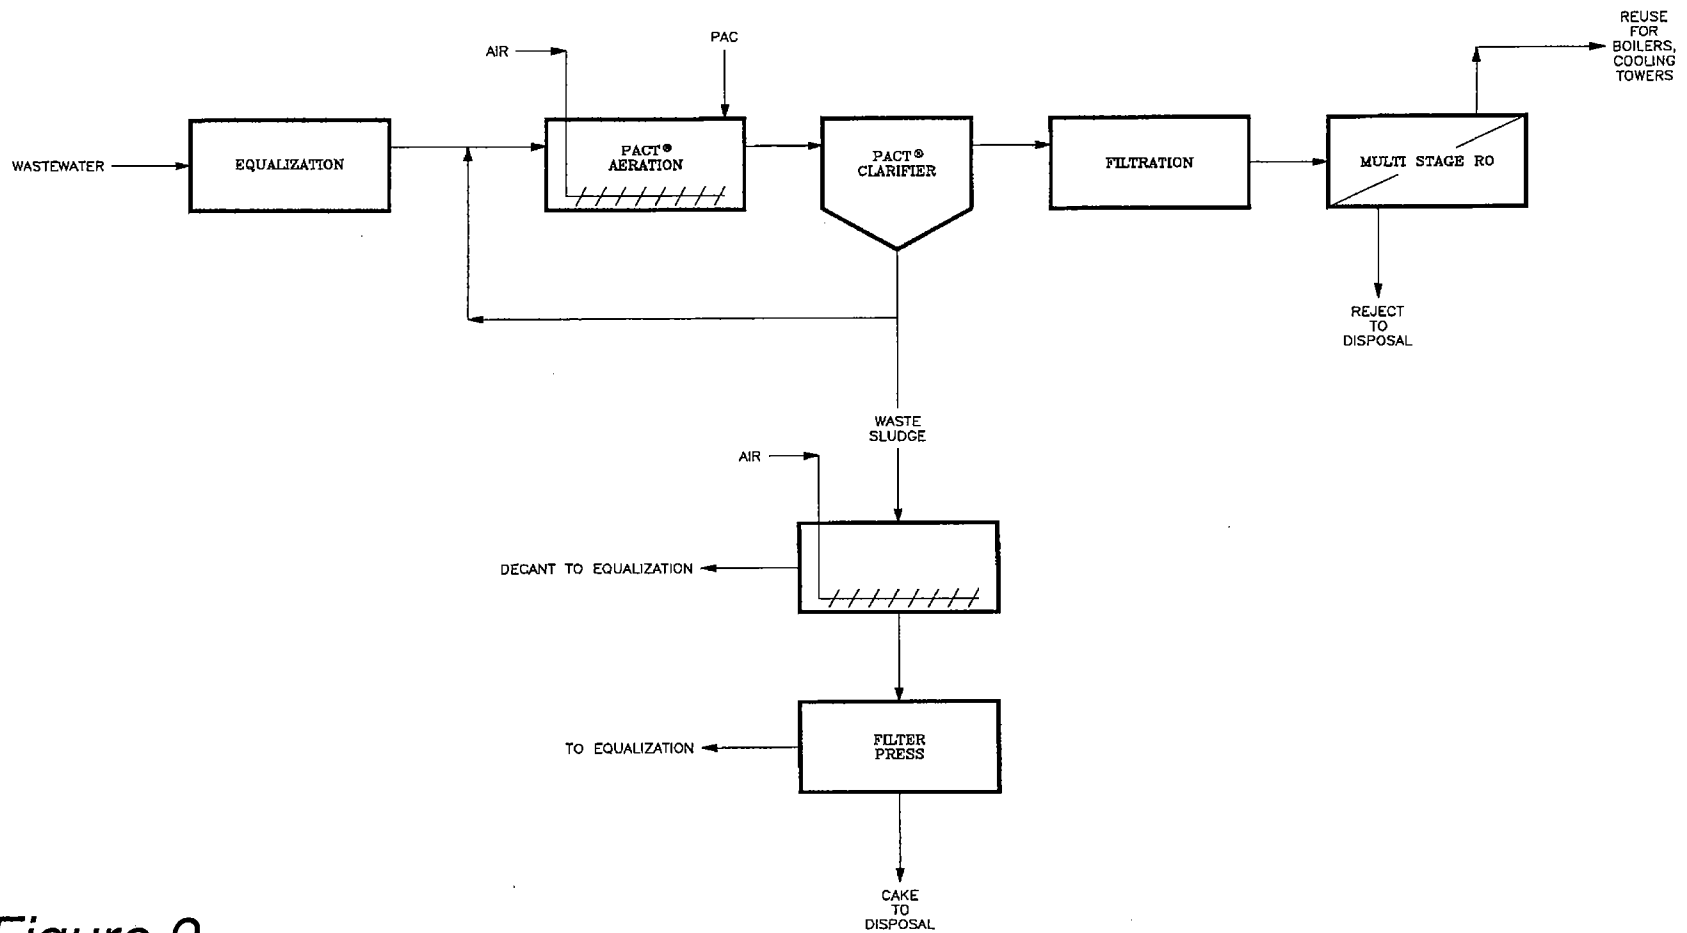 REUSE
FOR
BOILERS,
COOLING
TOWERS
AIR
PAC
WASTEWATER
EQUALIZATION
PACT®
AERATION
PACT®
CLARIFIER
FILTRATION
MULTI STAGE RO
REJECT
TO
DISPOSAL
WASTE
SLUDGE
AIR
DECANT TO EQUALIZATION
TO EQUALIZATION
FILTER
PRESS
CAKE
TO
DISPOSAL